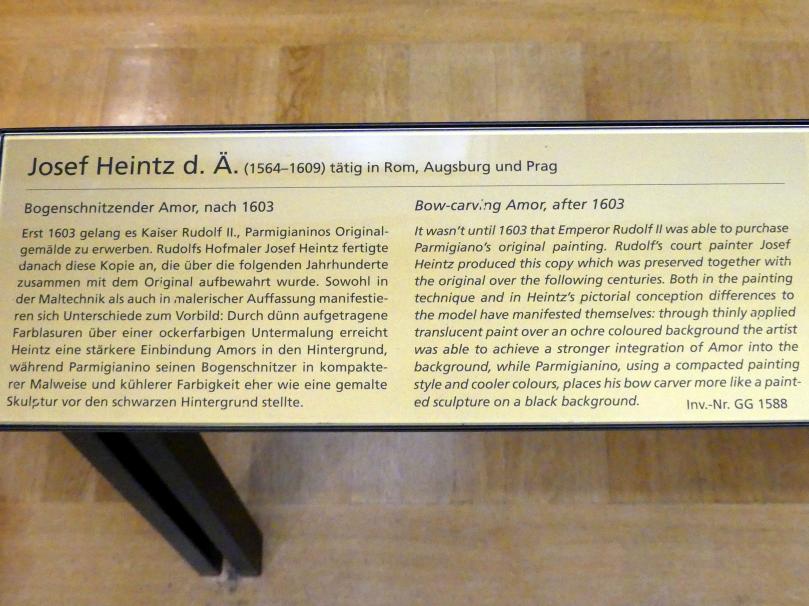 Josef Heintz d. Ä. (1564–1609) tätig in Rom, Augsburg und Prag
Bogenschnitzender Amor, nach 1603
Erst 1603 gelang es Kaiser Rudolf II., Parmigianinos Original-
gemälde zu erwerben. Rudolfs Hofmaler Josef Heintz fertigte
danach diese Kopie an, die über die folgenden Jahrhunderte
zusammen mit dem Original aufbewahrt wurde. Sowohl in
der Maltechnik als auch in malerischer Auffassung manifestie-
ren sich Unterschiede zum Vorbild: Durch dünn aufgetragene
Farblasuren über einer ockerfarbigen Untermalung erreicht
Heintz eine stärkere Einbindung Amors in den Hintergrund,
während Parmigianino seinen Bogenschnitzer in kompakte-
rer Malweise und kühlerer Farbigkeit eher wie eine gemalte
Skulptur vor den schwarzen Hintergrund stellte.
Bow-carving Amor, after 1603
It wasn't until 1603 that Emperor Rudolf II was able to purchase
Parmigiano's original painting. Rudolf's court painter Josef
Heintz produced this copy which was preserved together with
the original over the following centuries. Both in the painting
technique and in Heintz's pictorial conception differences to
the model have manifested themselves: through thinly applied
translucent paint over an ochre coloured background the artist
was able to achieve a stronger integration of Amor into the
background, while Parmigianino, using a compacted painting
style and cooler colours, places his bow carver more like a paint-
ed sculpture on a black background.
Inv.-Nr. GG 1588